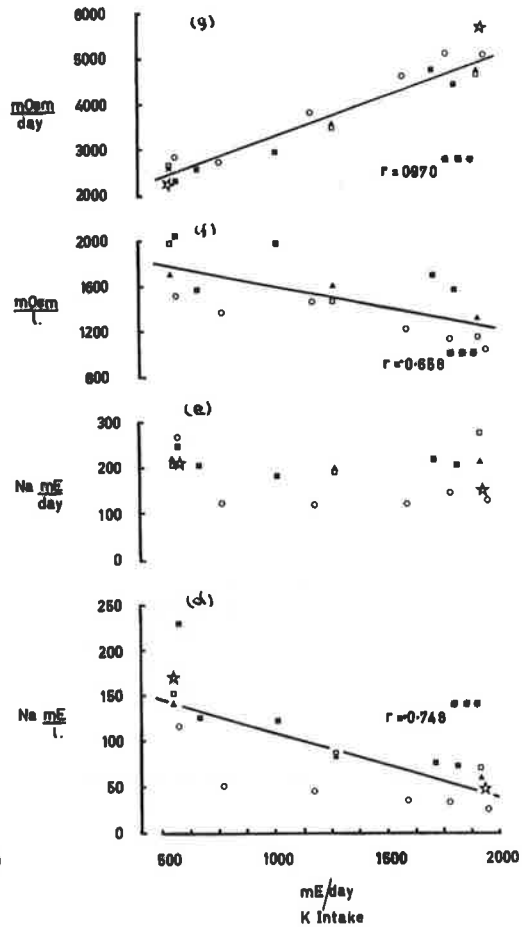 (g)
6000
5000
4000
3000
2000
mOsm
day
r = 0970
(f)
2000
1600
1200
800
mOsm
l.
r = -0·658
(e)
300
200
100
0
Na mE
day
(d)
250
200
150
100
50
0
Na mE
l.
r = -0·748
500 1000 1500 2000
mE/day
K Intake